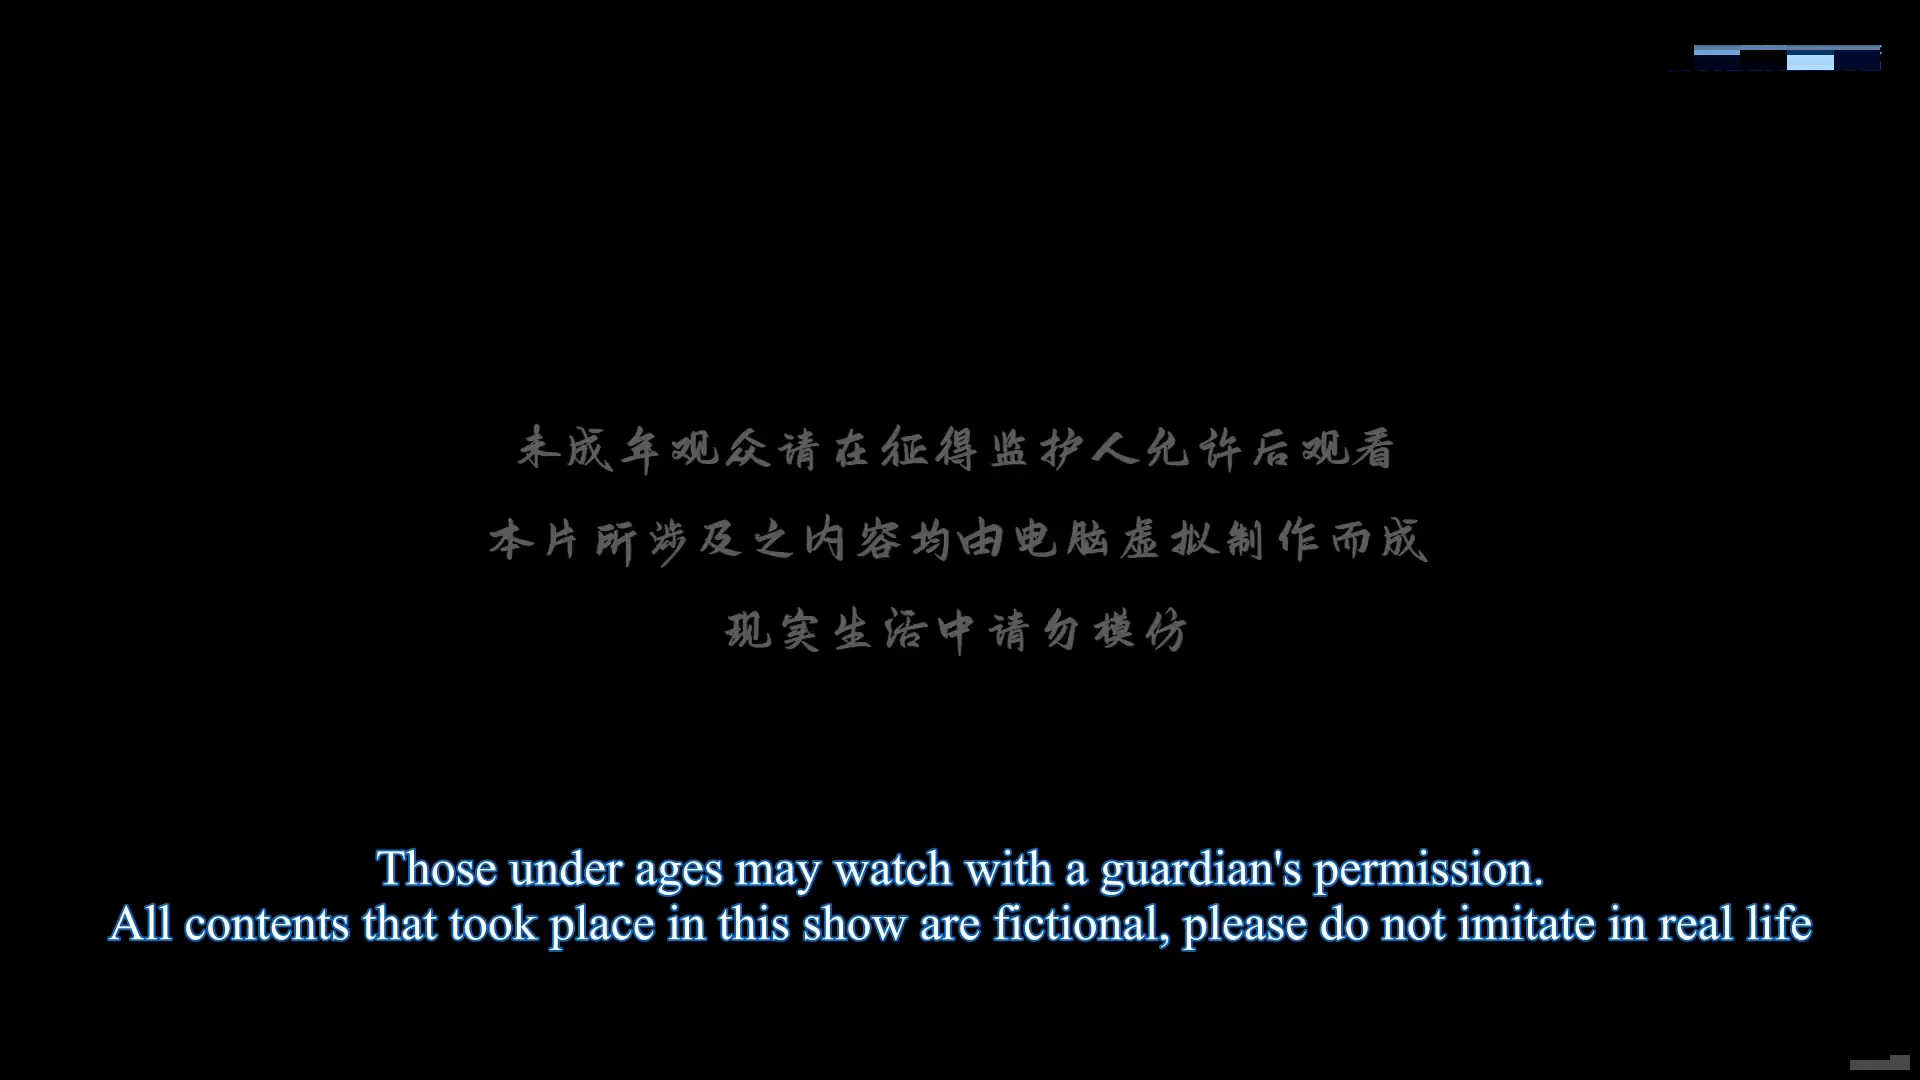 未成年观众请在征得监护人允许后观看
本片所涉及之内容均由电脑虚拟制作而成
现实生活中请勿模仿
Those under ages may watch with a guardian's permission.
All contents that took place in this show are fictional, please do not imitate in real life